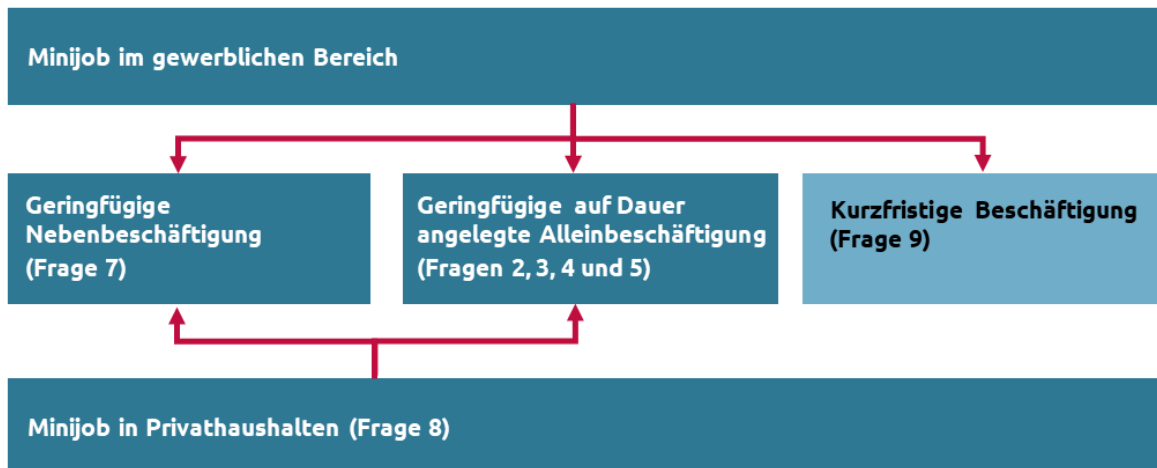 Minijob im gewerblichen Bereich
Geringfügige
Nebenbeschäftigung
(Frage 7)
Geringfügige auf Dauer
angelegte Alleinbeschäftigung
(Fragen 2, 3, 4 und 5)
Kurzfristige Beschäftigung
(Frage 9)
Minijob in Privathaushalten (Frage 8)